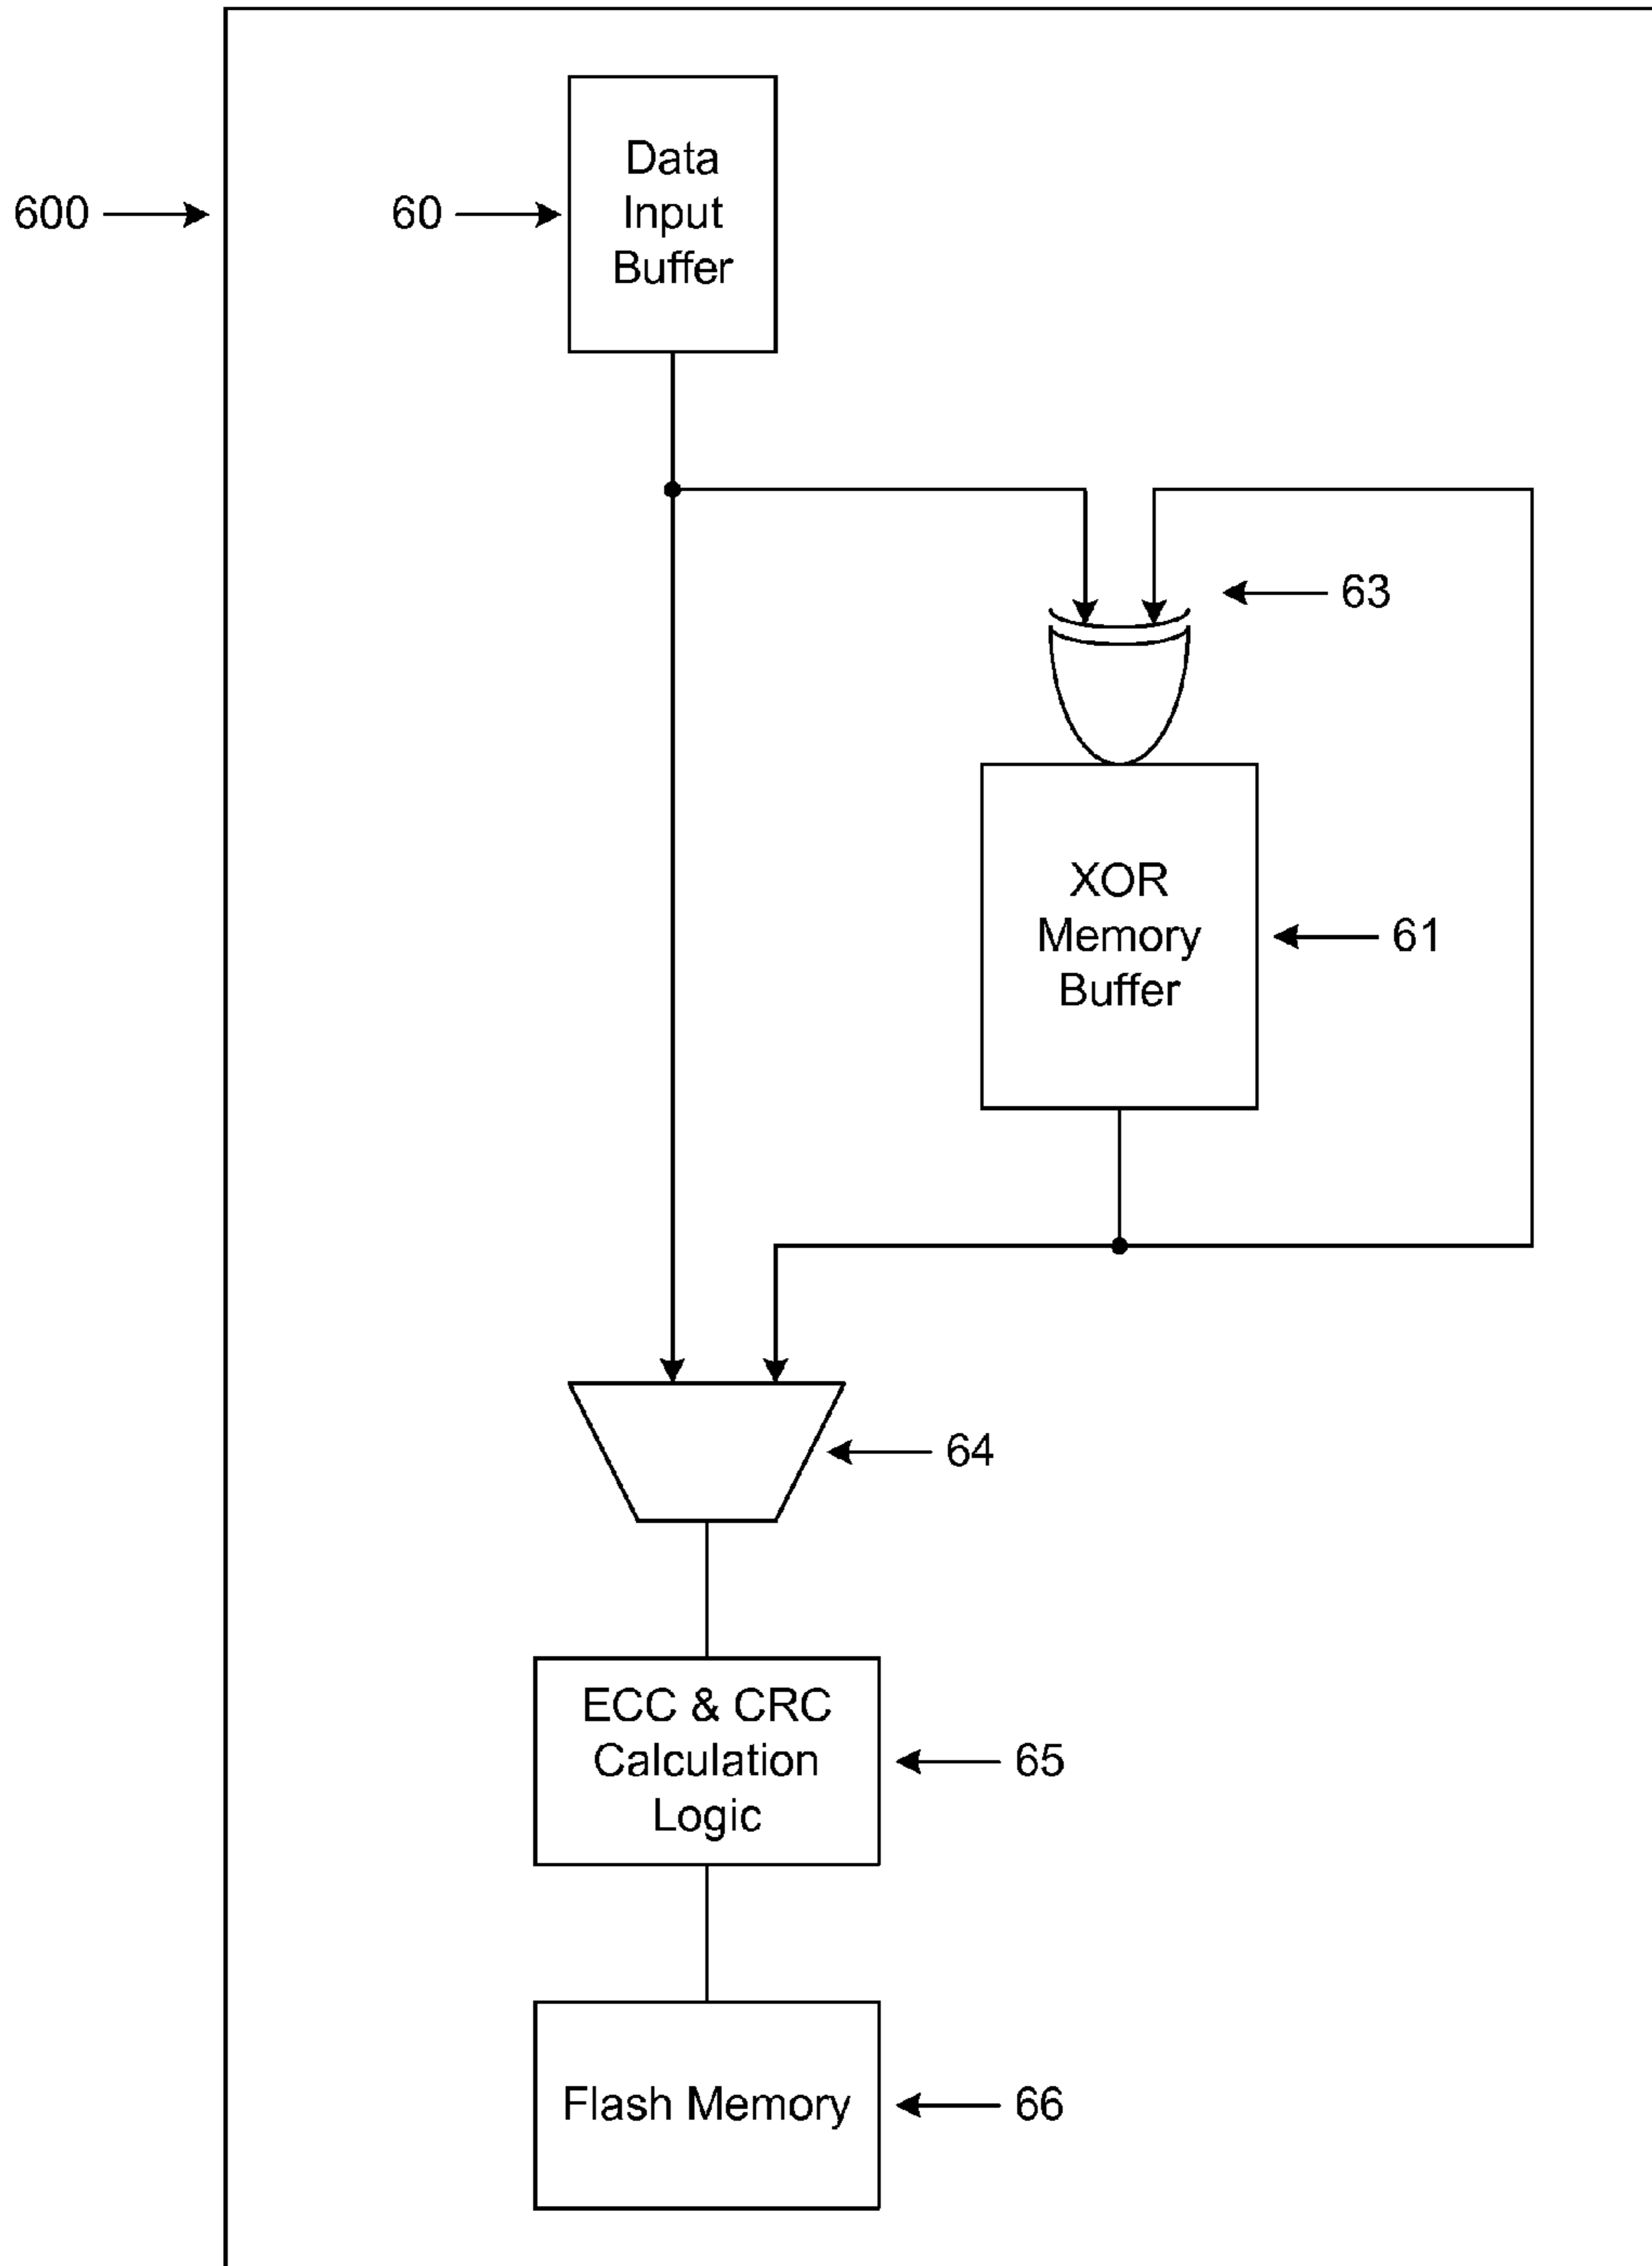 600
60
Data
Input
Buffer
63
XOR
Memory
Buffer
61
64
ECC & CRC
Calculation
Logic
65
Flash Memory
66